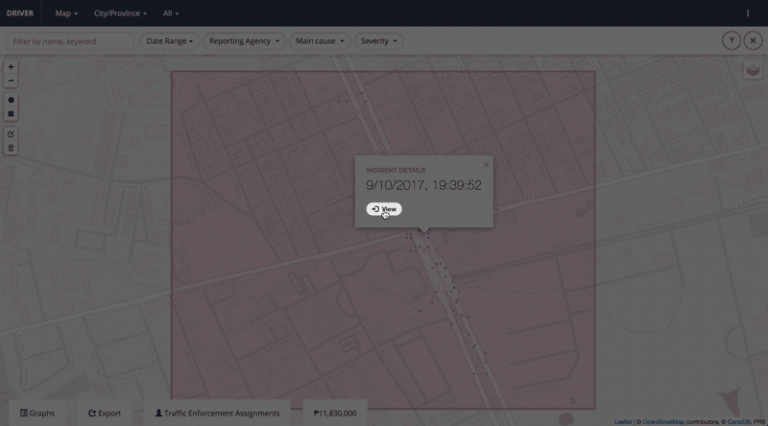 DRIVER Map City/Province All
Filter by name, keyword Date Range Reporting Agency Main cause Severity
INCIDENT DETAILS
9/10/2017, 19:39:52
View
Graphs Export Traffic Enforcement Assignments ₱11,830,000
Leaflet | © OpenStreetMap contributors, © CartoDB, PRS